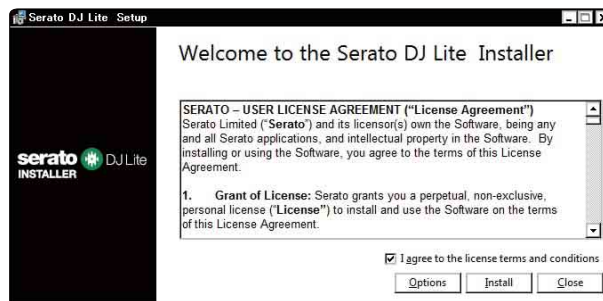 Serato DJ Lite Setup
Welcome to the Serato DJ Lite Installer
serato DJ Lite
INSTALLER
SERATO – USER LICENSE AGREEMENT ("License Agreement")
Serato Limited ("Serato") and its licensor(s) own the Software, being any
and all Serato applications, and intellectual property in the Software. By
installing or using the Software, you agree to the terms of this License
Agreement.
1. Grant of License: Serato grants you a perpetual, non-exclusive,
personal license ("License") to install and use the Software on the terms
of this License Agreement.
I agree to the license terms and conditions
Options Install Close